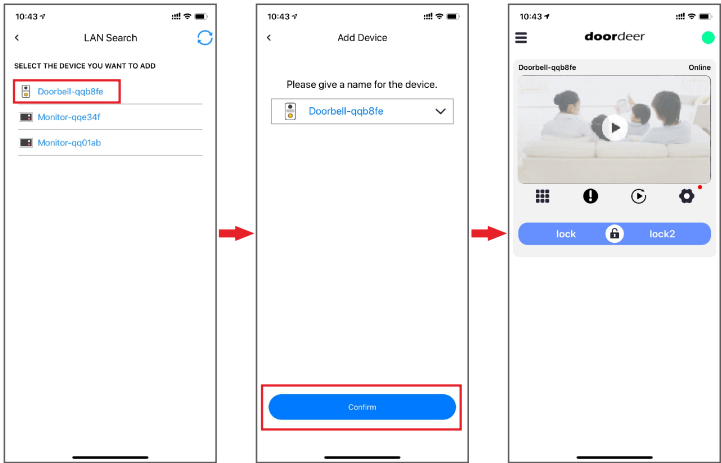 10:43
LAN Search
SELECT THE DEVICE YOU WANT TO ADD
Doorbell-qqb8fe
Monitor-qqe34f
Monitor-qq01ab
10:43
Add Device
Please give a name for the device.
Doorbell-qqb8fe
Confirm
10:43
doordeer
Doorbell-qqb8fe Online
lock lock2